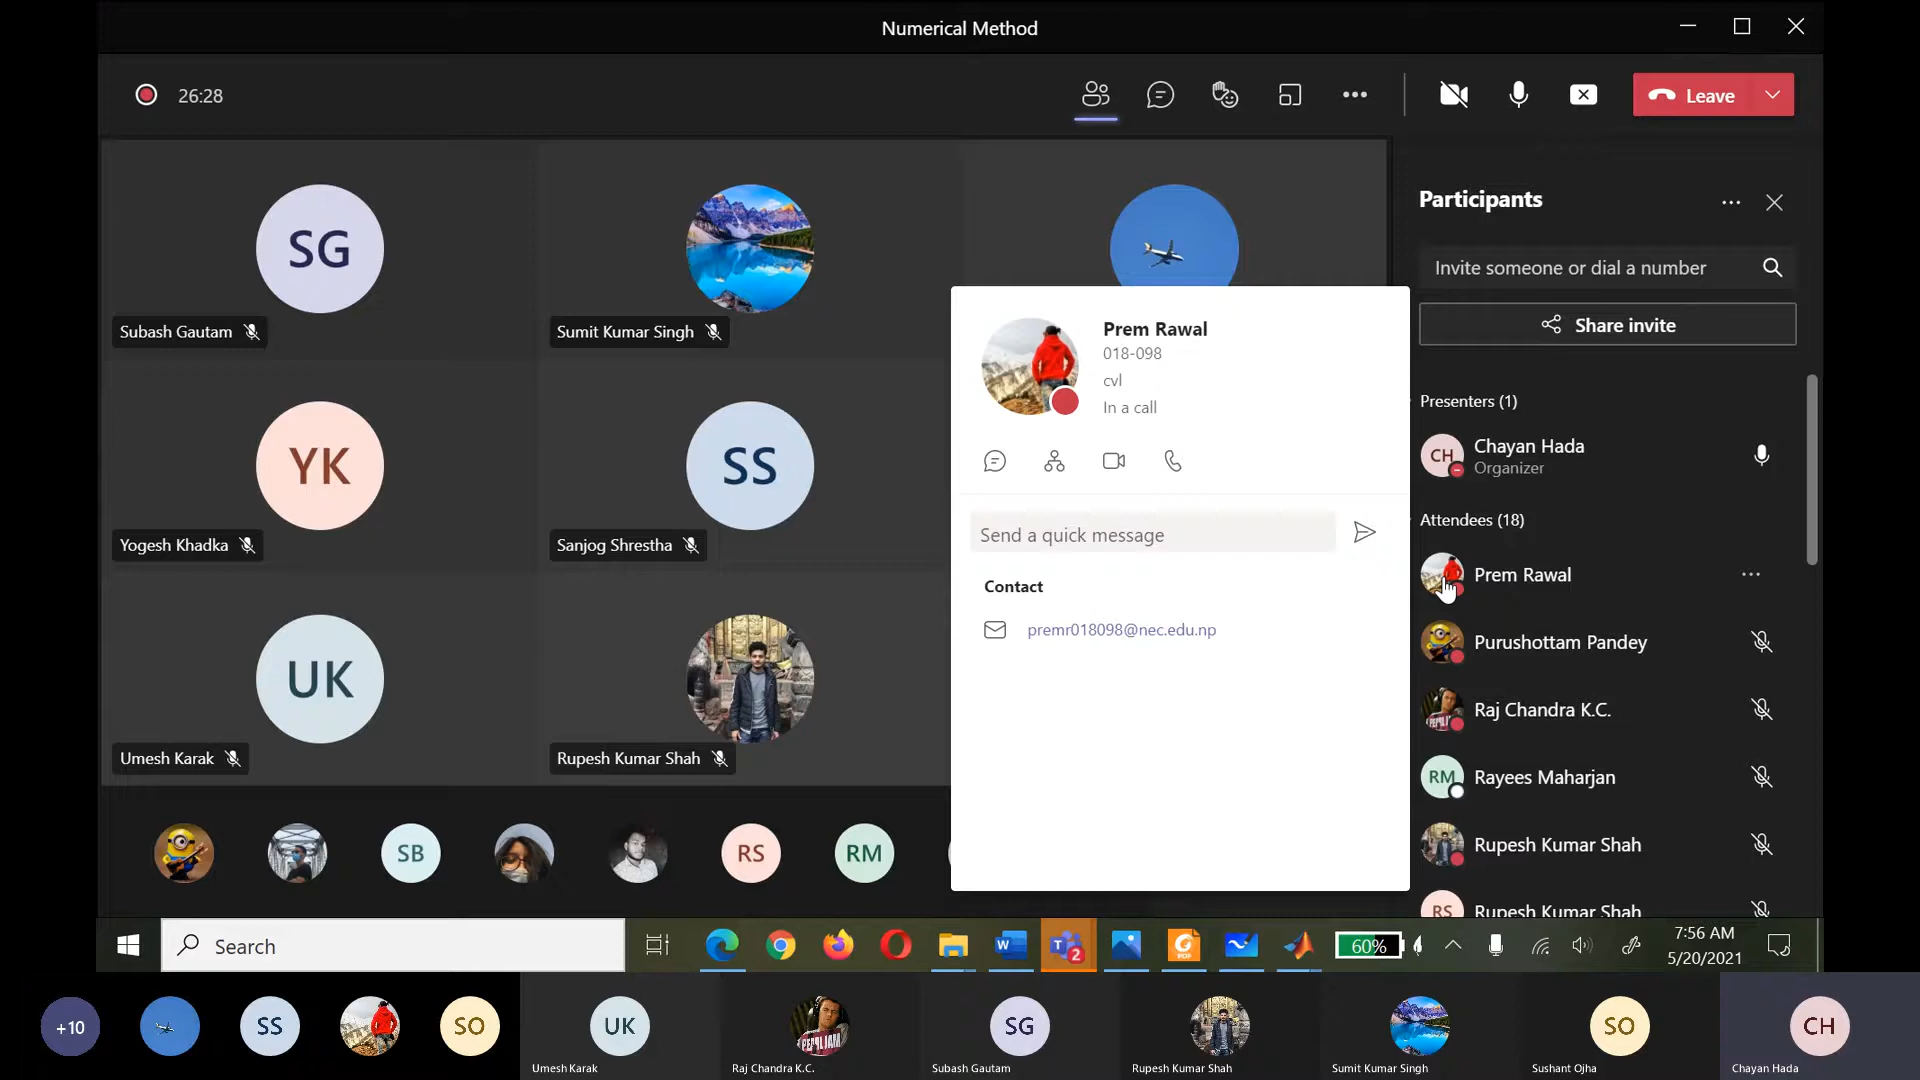 Numerical Method
26:28
Leave
SG
Subash Gautam
Sumit Kumar Singh
YK
Yogesh Khadka
SS
Sanjog Shrestha
UK
Umesh Karak
Rupesh Kumar Shah
SB
RS
RM
Prem Rawal
018-098
cvl
In a call
Send a quick message
Contact
premr018098@nec.edu.np
Participants
Invite someone or dial a number
Share invite
Presenters (1)
CH
Chayan Hada
Organizer
Attendees (18)
Prem Rawal
Purushottam Pandey
Raj Chandra K.C.
RM
Rayees Maharjan
Rupesh Kumar Shah
RS
Rupesh Kumar Shah
Search
2
60%
7:56 AM
5/20/2021
+10
SS
SO
UK
Umesh Karak
PEARL JAM
Raj Chandra K.C.
SG
Subash Gautam
Rupesh Kumar Shah
Sumit Kumar Singh
SO
Sushant Ojha
CH
Chayan Hada